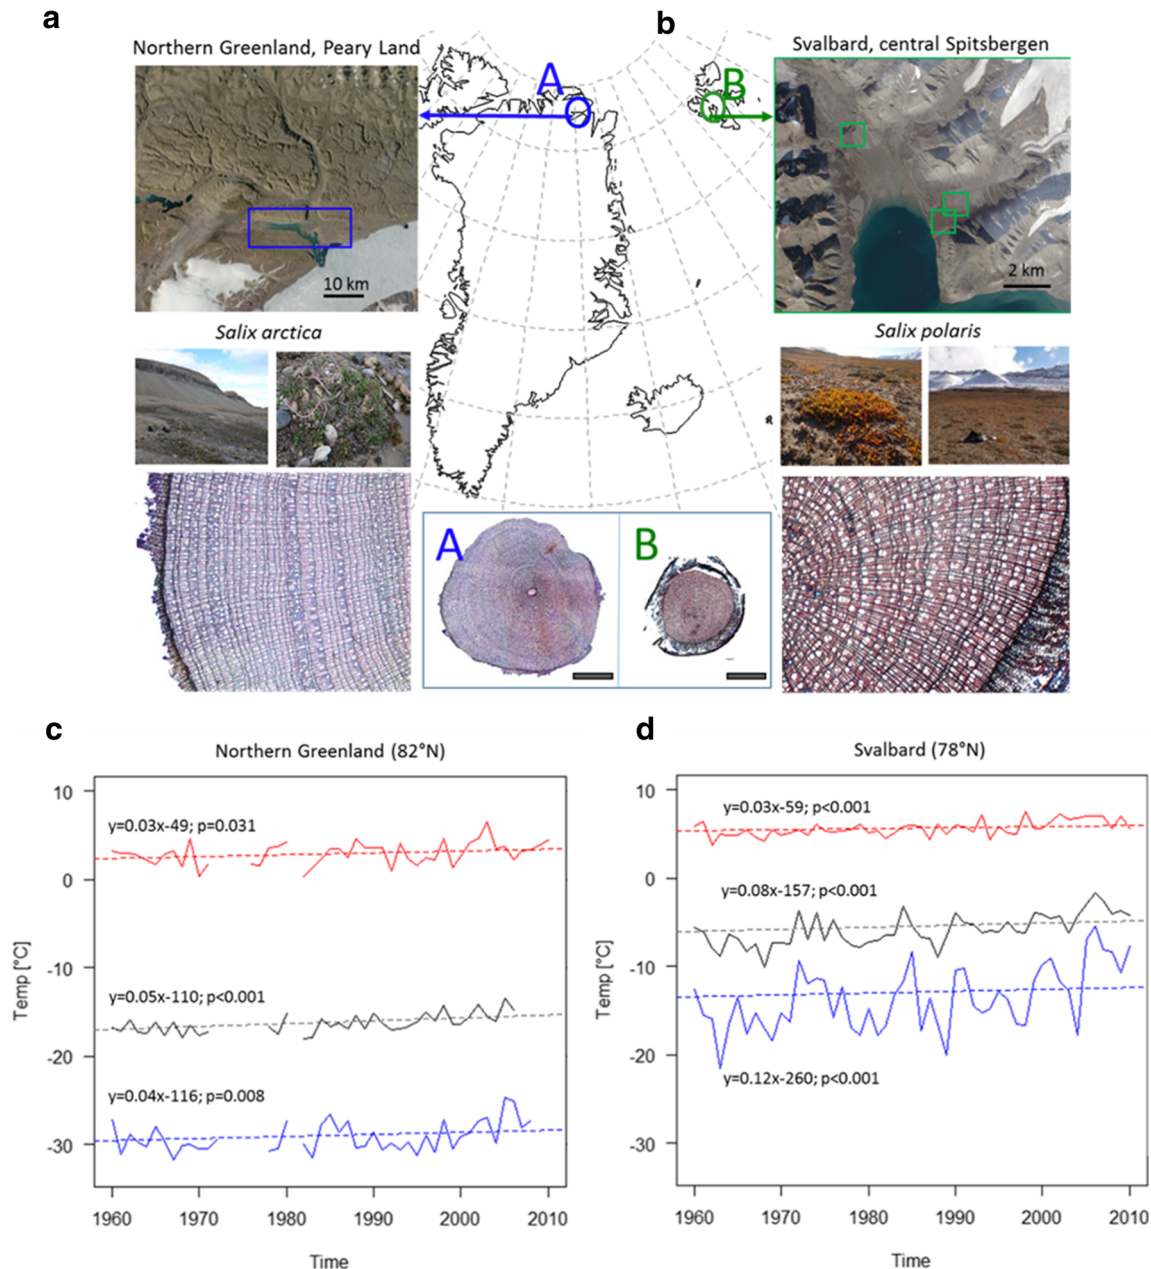 a
b
Northern Greenland, Peary Land
Svalbard, central Spitsbergen
A
B
10 km
2 km
Salix arctica
Salix polaris
A
B
c
d
Northern Greenland (82°N)
Svalbard (78°N)
10
0
-10
-20
-30
Temp [°C]
y=0.03x-49; p=0.031
y=0.05x-110; p<0.001
y=0.04x-116; p=0.008
1960 1970 1980 1990 2000 2010
Time
10
0
-10
-20
-30
Temp [°C]
y=0.03x-59; p<0.001
y=0.08x-157; p<0.001
y=0.12x-260; p<0.001
1960 1970 1980 1990 2000 2010
Time